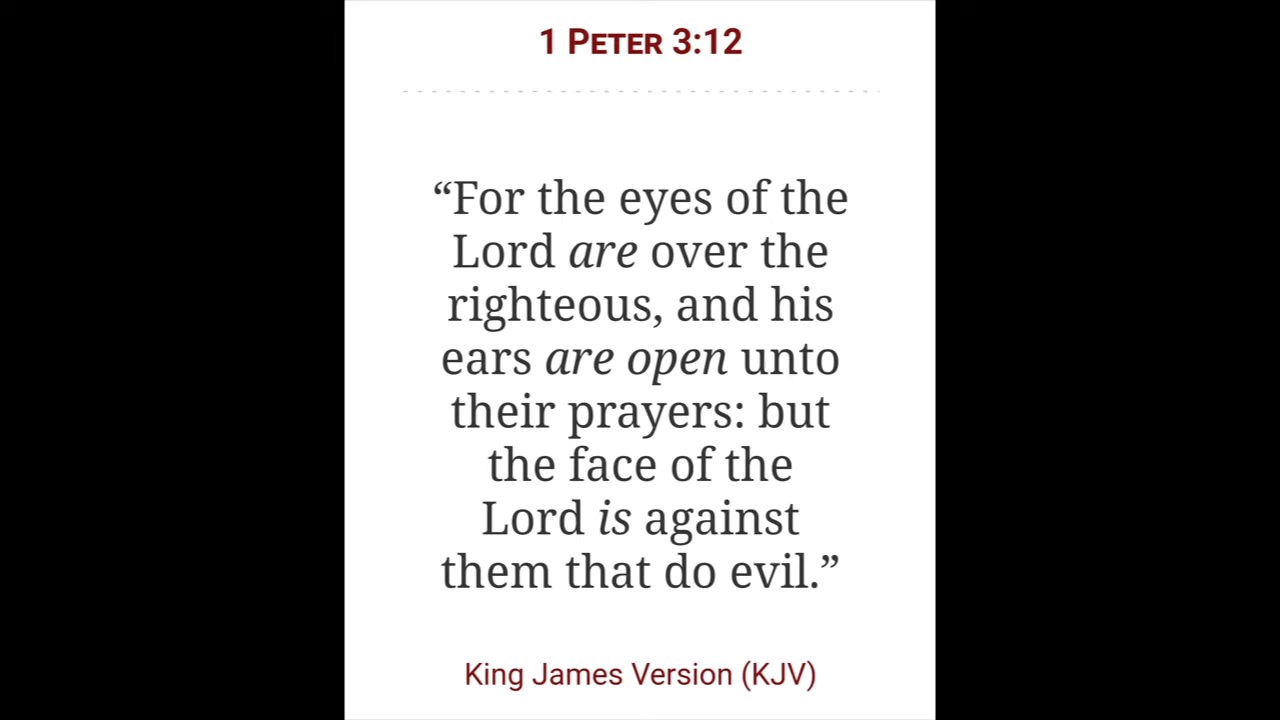 1 Peter 3:12
“For the eyes of the
Lord are over the
righteous, and his
ears are open unto
their prayers: but
the face of the
Lord is against
them that do evil.”
King James Version (KJV)